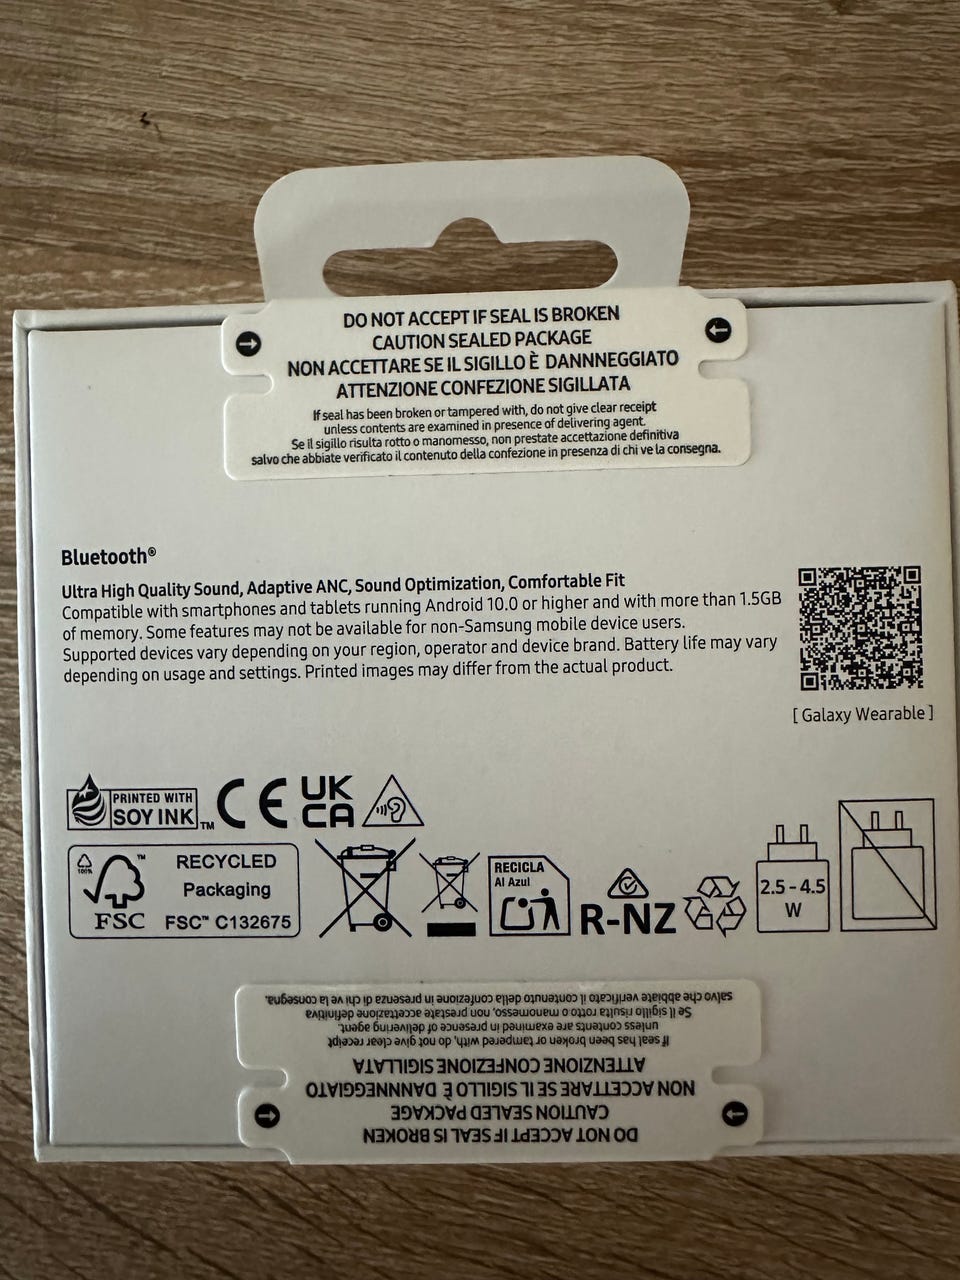 DO NOT ACCEPT IF SEAL IS BROKEN
CAUTION SEALED PACKAGE
NON ACCETTARE SE IL SIGILLO È DANNNEGGIATO
ATTENZIONE CONFEZIONE SIGILLATA
If seal has been broken or tampered with, do not give clear receipt
unless contents are examined in presence of delivering agent.
Se il sigillo risulta rotto o manomesso, non prestate accettazione definitiva
salvo che abbiate verificato il contenuto della confezione in presenza di chi ve la consegna.
Bluetooth®
Ultra High Quality Sound, Adaptive ANC, Sound Optimization, Comfortable Fit
Compatible with smartphones and tablets running Android 10.0 or higher and with more than 1.5GB
of memory. Some features may not be available for non-Samsung mobile device users.
Supported devices vary depending on your region, operator and device brand. Battery life may vary
depending on usage and settings. Printed images may differ from the actual product.
[ Galaxy Wearable ]
PRINTED WITH
SOY INK™
CE
UK
CA
100%
™
FSC
RECYCLED
Packaging
FSC™ C132675
RECICLA
Al Azul
R-NZ
2.5 - 4.5
W
salvo che abbiate verificato il contenuto della confezione in presenza di chi ve la consegna.
Se il sigillo risulta rotto o manomesso, non prestate accettazione definitiva
unless contents are examined in presence of delivering agent.
If seal has been broken or tampered with, do not give clear receipt
ATTENZIONE CONFEZIONE SIGILLATA
NON ACCETTARE SE IL SIGILLO È DANNNEGGIATO
CAUTION SEALED PACKAGE
DO NOT ACCEPT IF SEAL IS BROKEN